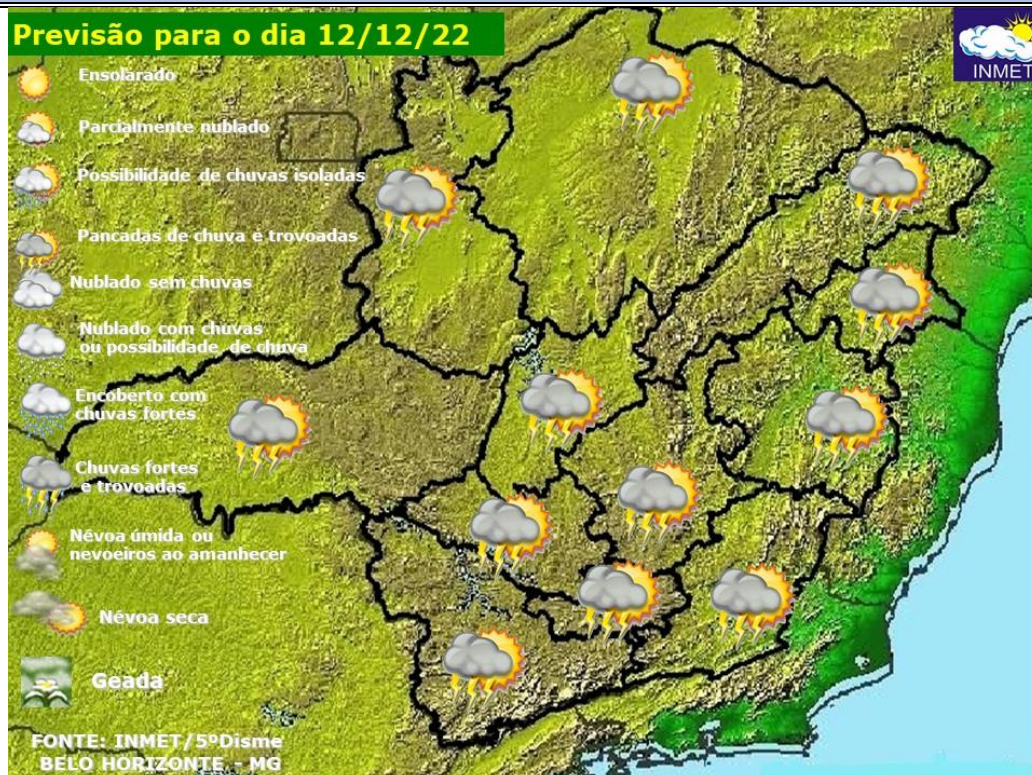 Previsão para o dia 12/12/22
INMET
Ensolarado
Parcialmente nublado
Possibilidade de chuvas isoladas
Pancadas de chuva e trovoadas
Nublado sem chuvas
Nublado com chuvas
ou possibilidade de chuva
Encoberto com
chuvas fortes
Chuvas fortes
e trovoadas
Névoa úmida ou
nevoeiros ao amanhecer
Névoa seca
Geada
FONTE: INMET/5ºDisme
BELO HORIZONTE - MG